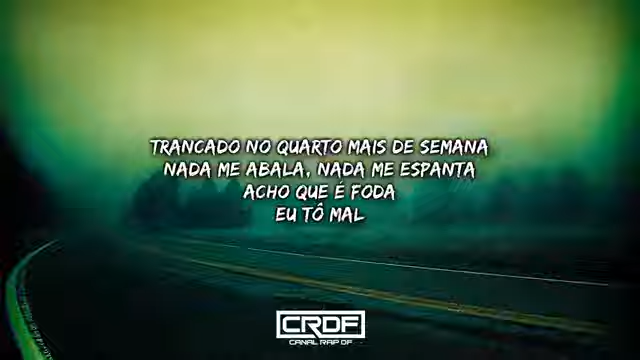 TRANCADO NO QUARTO MAIS DE SEMANA
NADA ME ABALA, NADA ME ESPANTA
ACHO QUE É FODA
EU TÔ MAL
CRDF
CANAL RAP DF